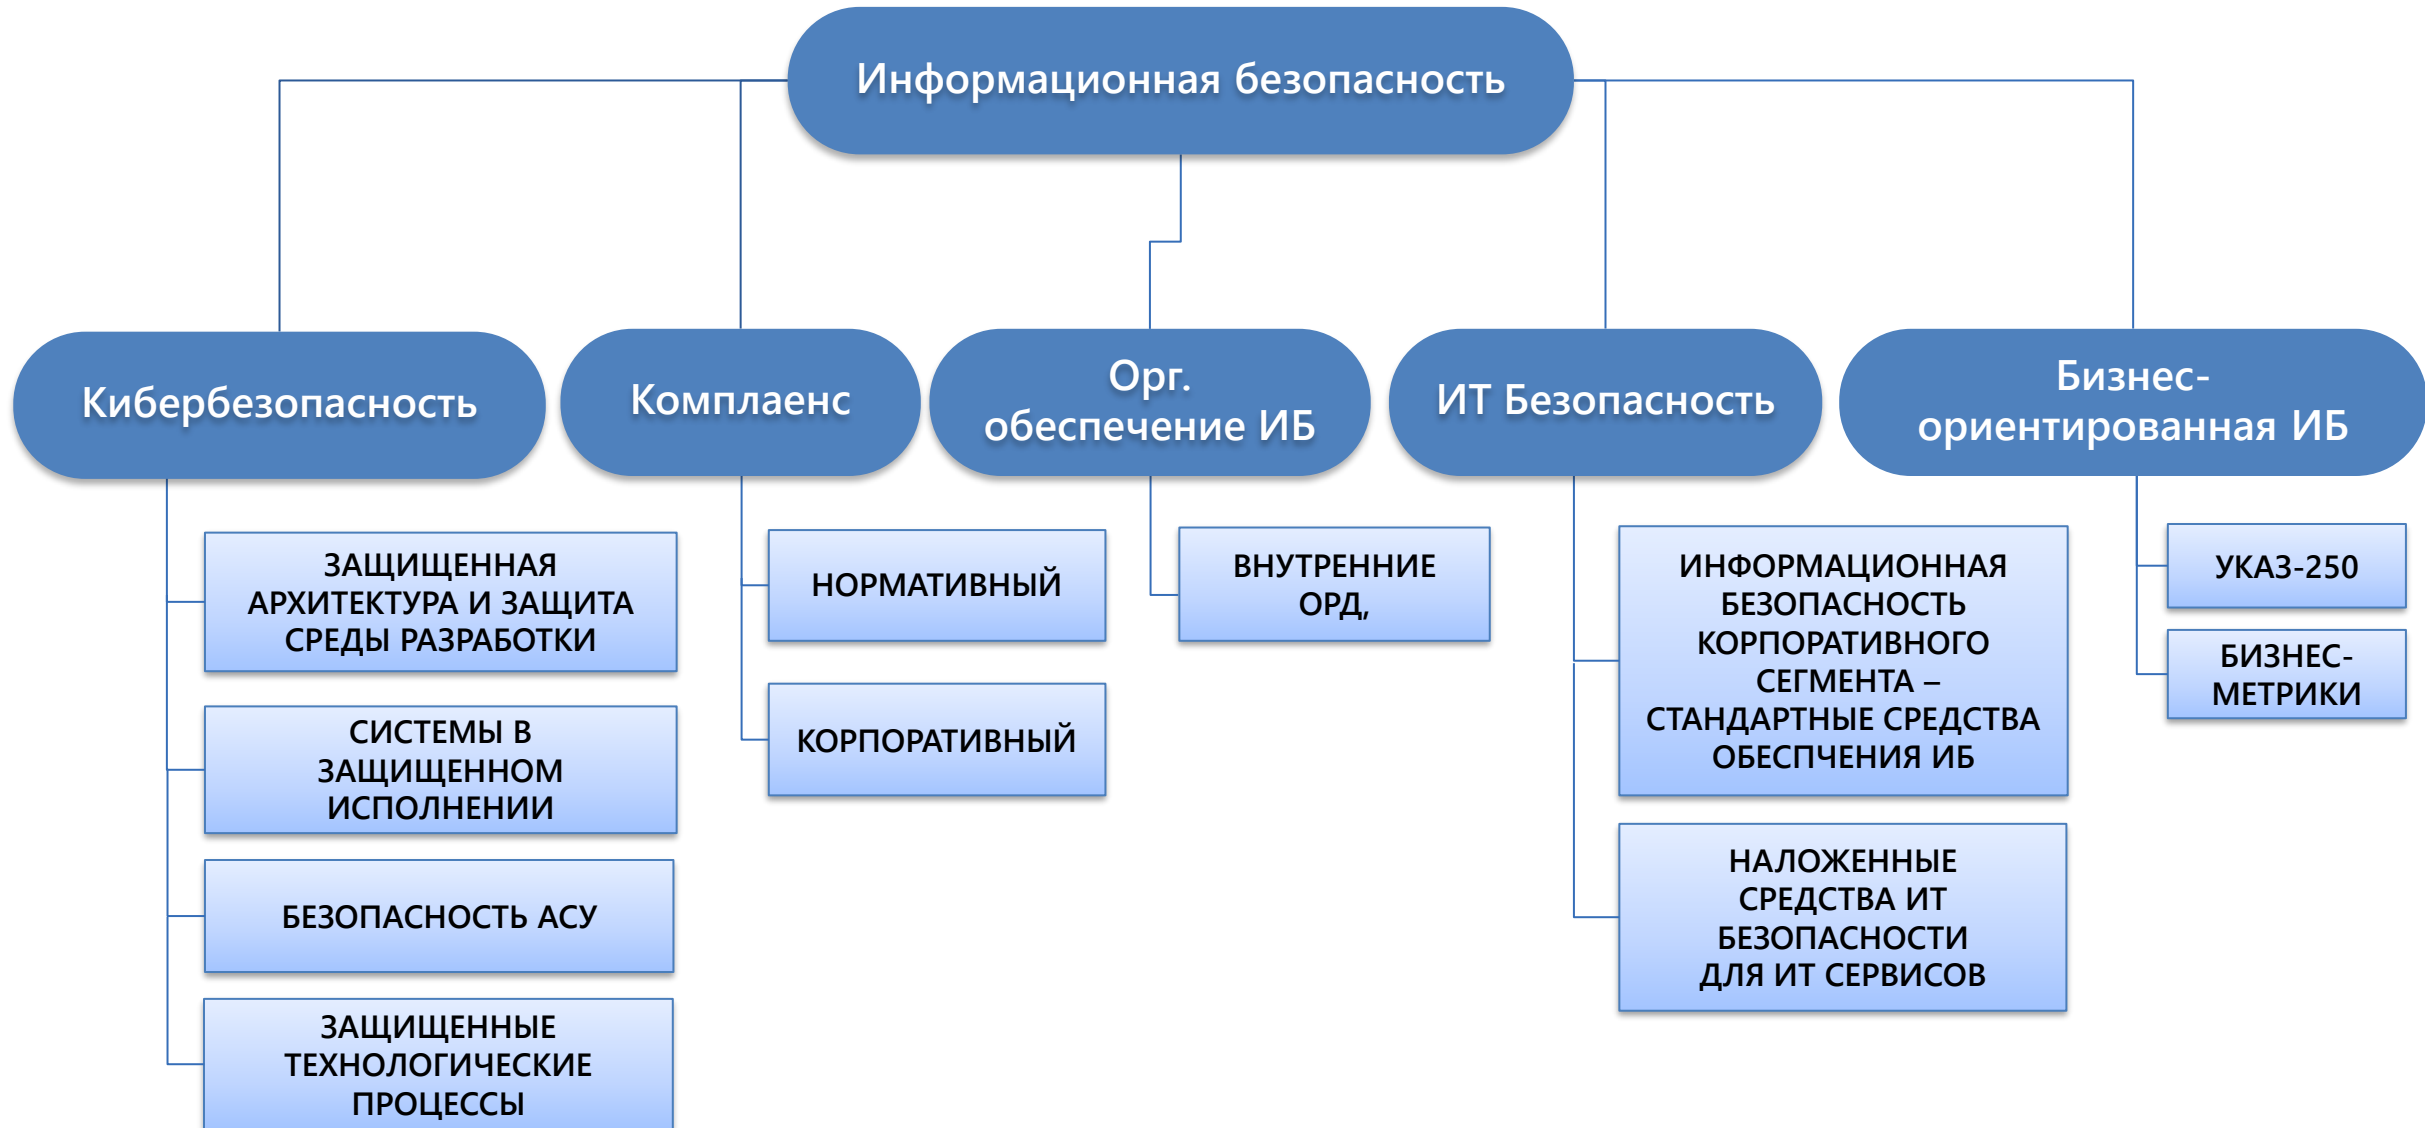 Информационная безопасность
Кибербезопасность
ЗАЩИЩЕННАЯ
АРХИТЕКТУРА И ЗАЩИТА
СРЕДЫ РАЗРАБОТКИ
СИСТЕМЫ В
ЗАЩИЩЕННОМ
ИСПОЛНЕНИИ
БЕЗОПАСНОСТЬ АСУ
ЗАЩИЩЕННЫЕ
ТЕХНОЛОГИЧЕСКИЕ
ПРОЦЕССЫ
Комплаенс
НОРМАТИВНЫЙ
КОРПОРАТИВНЫЙ
Орг.
обеспечение ИБ
ВНУТРЕННИЕ
ОРД,
ИТ Безопасность
ИНФОРМАЦИОННАЯ
БЕЗОПАСНОСТЬ
КОРПОРАТИВНОГО
СЕГМЕНТА –
СТАНДАРТНЫЕ СРЕДСТВА
ОБЕСПЧЕНИЯ ИБ
НАЛОЖЕННЫЕ
СРЕДСТВА ИТ
БЕЗОПАСНОСТИ
ДЛЯ ИТ СЕРВИСОВ
Бизнес-
ориентированная ИБ
УКАЗ-250
БИЗНЕС-
МЕТРИКИ